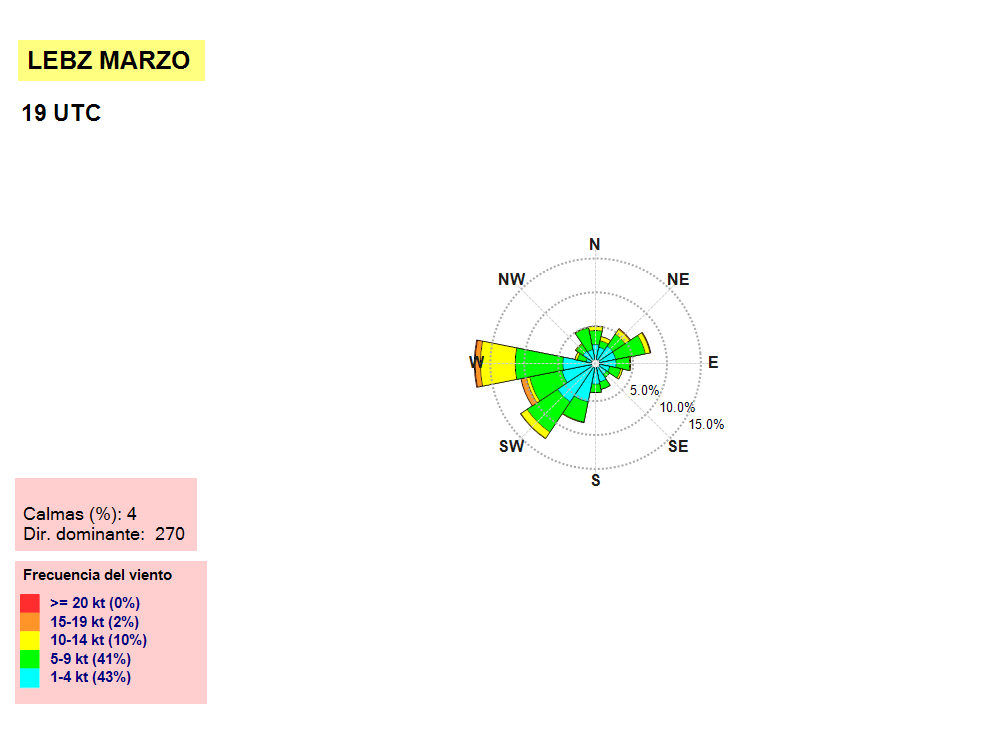 LEBZ MARZO
19 UTC
N
NW
NE
W
E
5.0%
10.0%
15.0%
SW
SE
S
Calmas (%): 4
Dir. dominante: 270
Frecuencia del viento
>= 20 kt (0%)
15-19 kt (2%)
10-14 kt (10%)
5-9 kt (41%)
1-4 kt (43%)